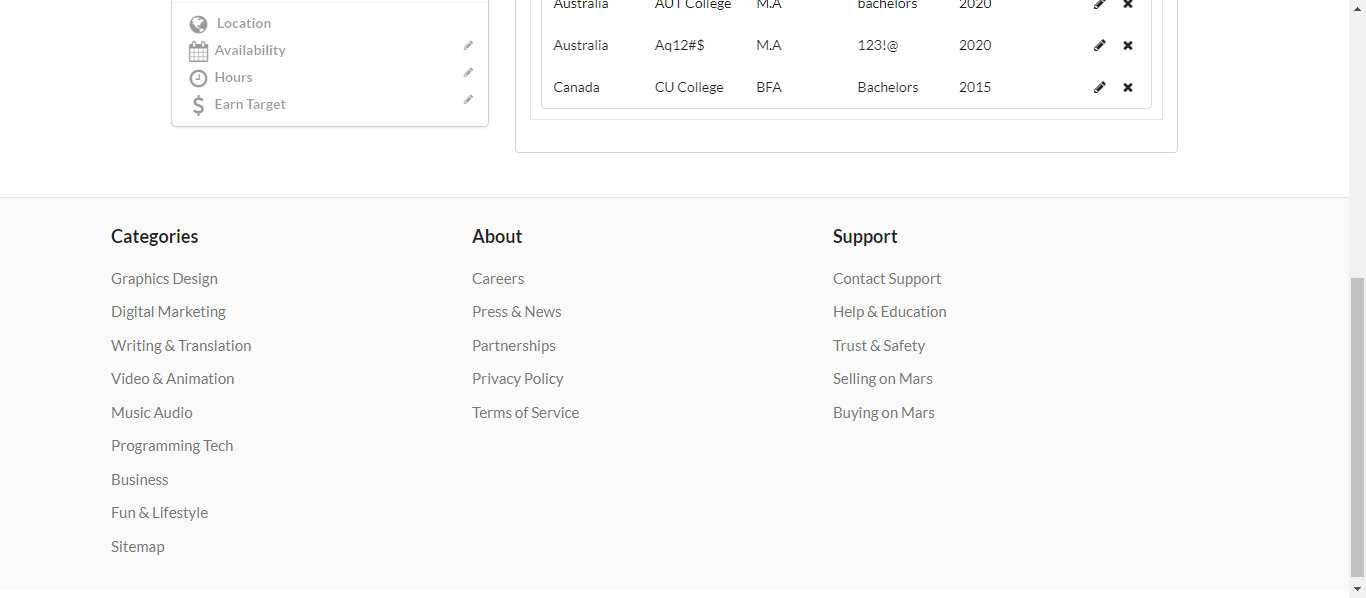 Location
Availability
Hours
Earn Target
Australia AUT College M.A bachelors 2020
Australia Aq12#$ M.A 123!@ 2020
Canada CU College BFA Bachelors 2015
Categories
Graphics Design
Digital Marketing
Writing & Translation
Video & Animation
Music Audio
Programming Tech
Business
Fun & Lifestyle
Sitemap
About
Careers
Press & News
Partnerships
Privacy Policy
Terms of Service
Support
Contact Support
Help & Education
Trust & Safety
Selling on Mars
Buying on Mars